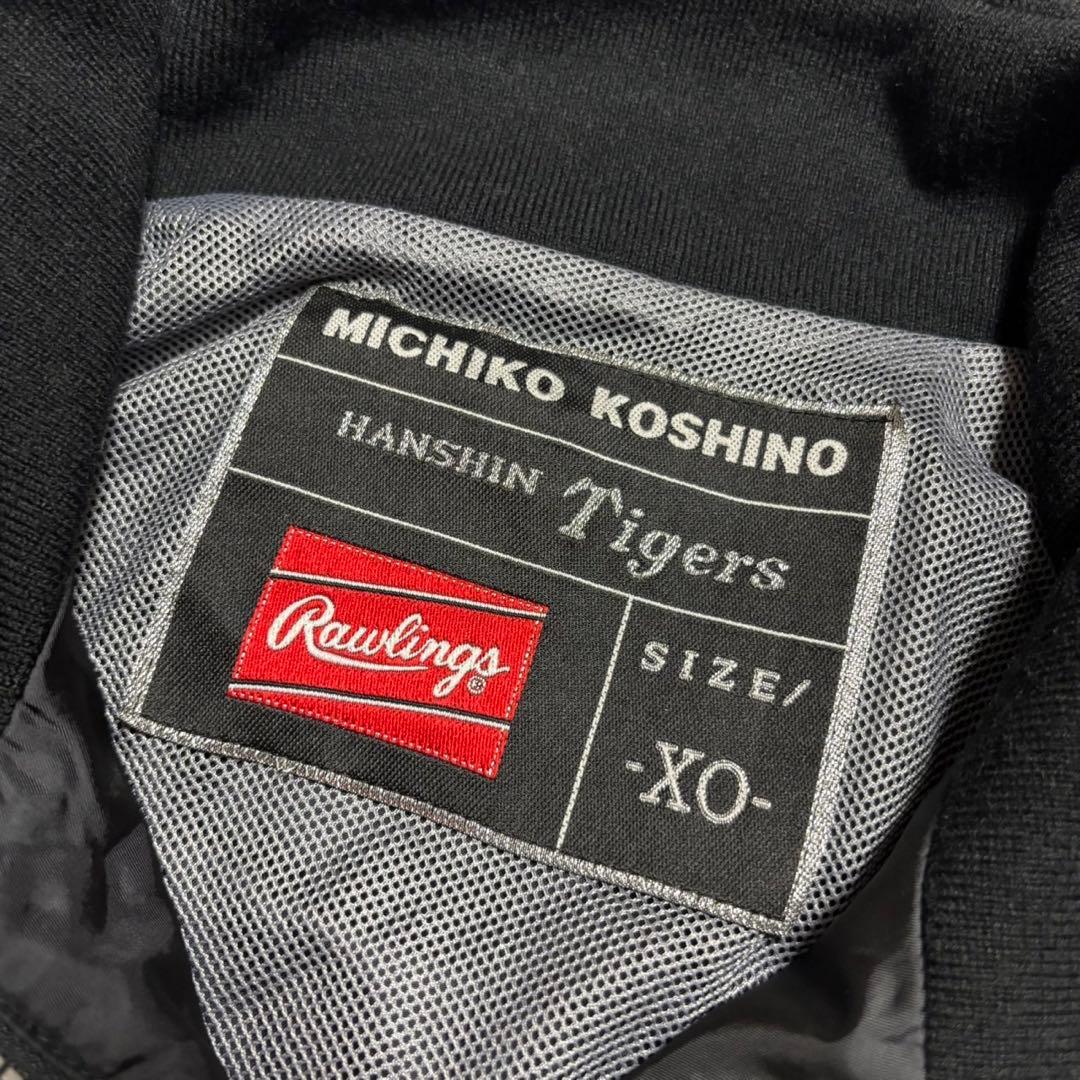 MICHIKO KOSHINO
HANSHIN Tigers
Rawlings®
SIZE/
-XO-